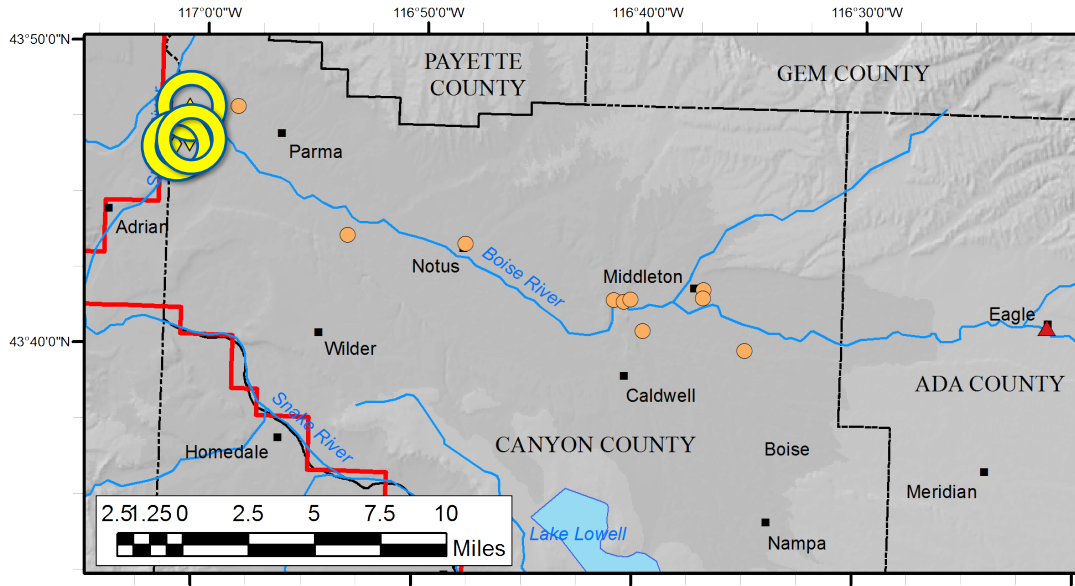 117°0'0"W
116°50'0"W
116°40'0"W
116°30'0"W
43°50'0"N
PAYETTE
COUNTY
GEM COUNTY
Parma
Adrian
Notus
Boise River
Middleton
Eagle
43°40'0"N
Wilder
Caldwell
ADA COUNTY
Snake River
Homedale
CANYON COUNTY
Boise
Meridian
2.5 1.25 0 2.5 5 7.5 10
Miles
Lake Lowell
Nampa